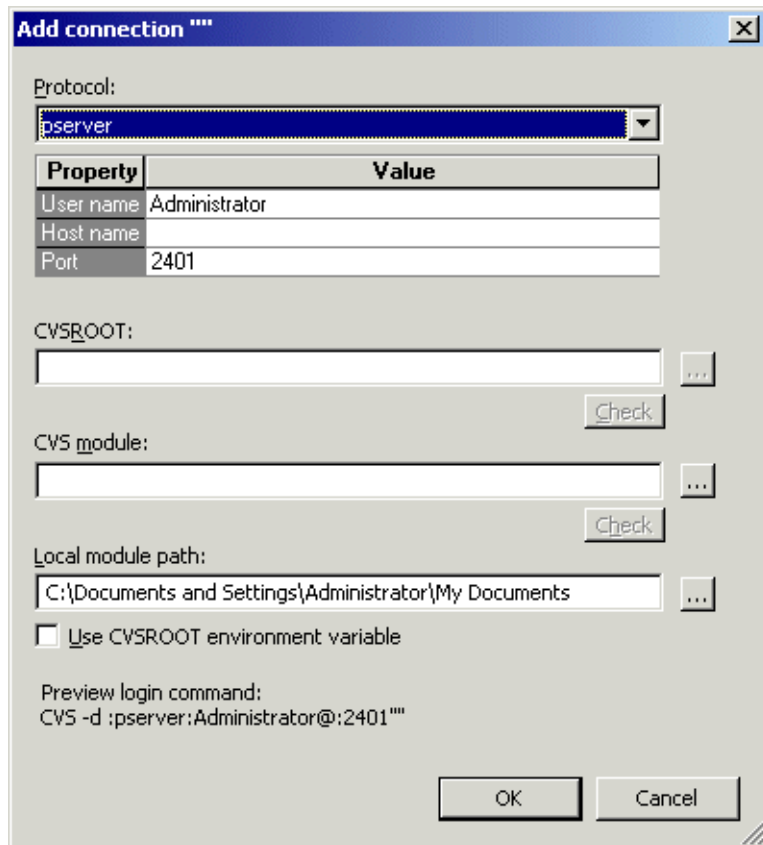 Add connection ""
Protocol:
pserver
Property Value
User name Administrator
Host name
Port 2401
CVSROOT:
...
Check
CVS module:
...
Check
Local module path:
C:\Documents and Settings\Administrator\My Documents
...
Use CVSROOT environment variable
Preview login command:
CVS -d :pserver:Administrator@:2401""
OK Cancel